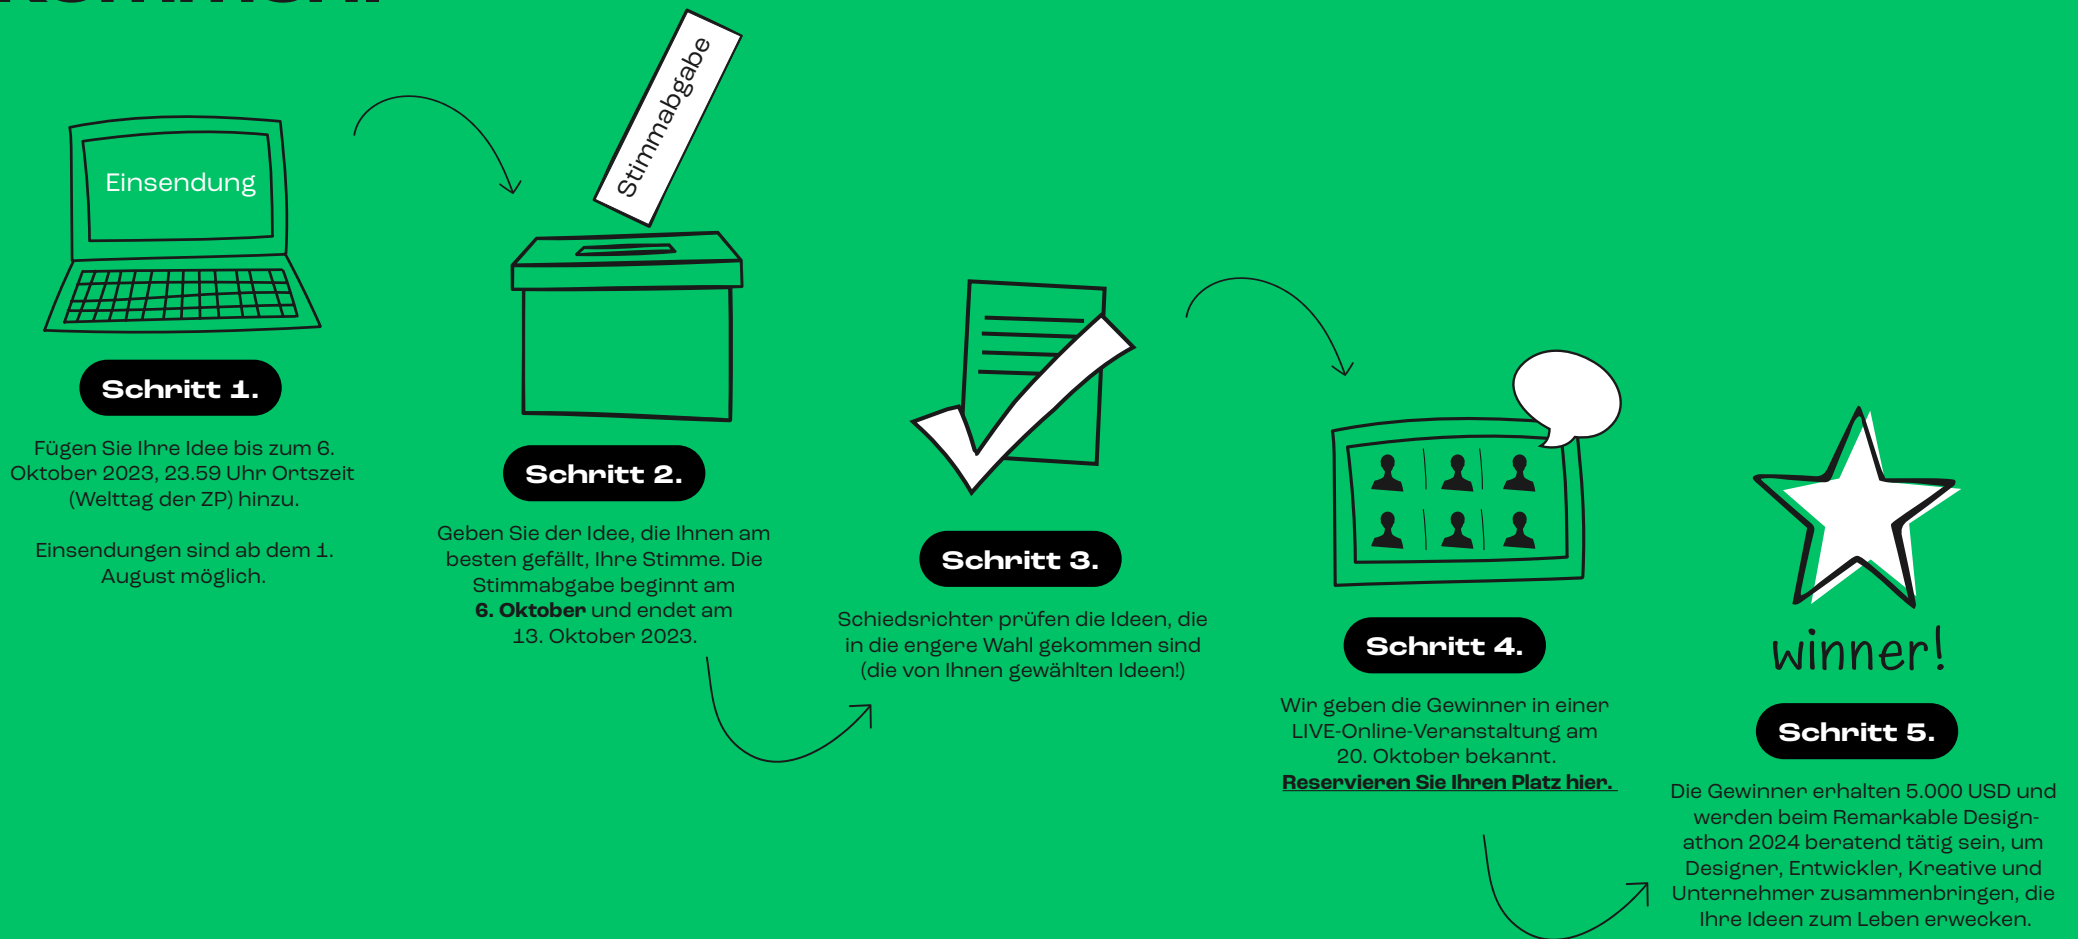 Einsendung
Schritt 1.
Fügen Sie Ihre Idee bis zum 6.
Oktober 2023, 23.59 Uhr Ortszeit
(Welttag der ZP) hinzu.
Einsendungen sind ab dem 1.
August möglich.
Stimmabgabe
Schritt 2.
Geben Sie der Idee, die Ihnen am
besten gefällt, Ihre Stimme. Die
Stimmabgabe beginnt am
6. Oktober und endet am
13. Oktober 2023.
Schritt 3.
Schiedsrichter prüfen die Ideen, die
in die engere Wahl gekommen sind
(die von Ihnen gewählten Ideen!)
Schritt 4.
Wir geben die Gewinner in einer
LIVE-Online-Veranstaltung am
20. Oktober bekannt.
Reservieren Sie Ihren Platz hier.
winner!
Schritt 5.
Die Gewinner erhalten 5.000 USD und
werden beim Remarkable Design-
athon 2024 beratend tätig sein, um
Designer, Entwickler, Kreative und
Unternehmer zusammenbringen, die
Ihre Ideen zum Leben erwecken.